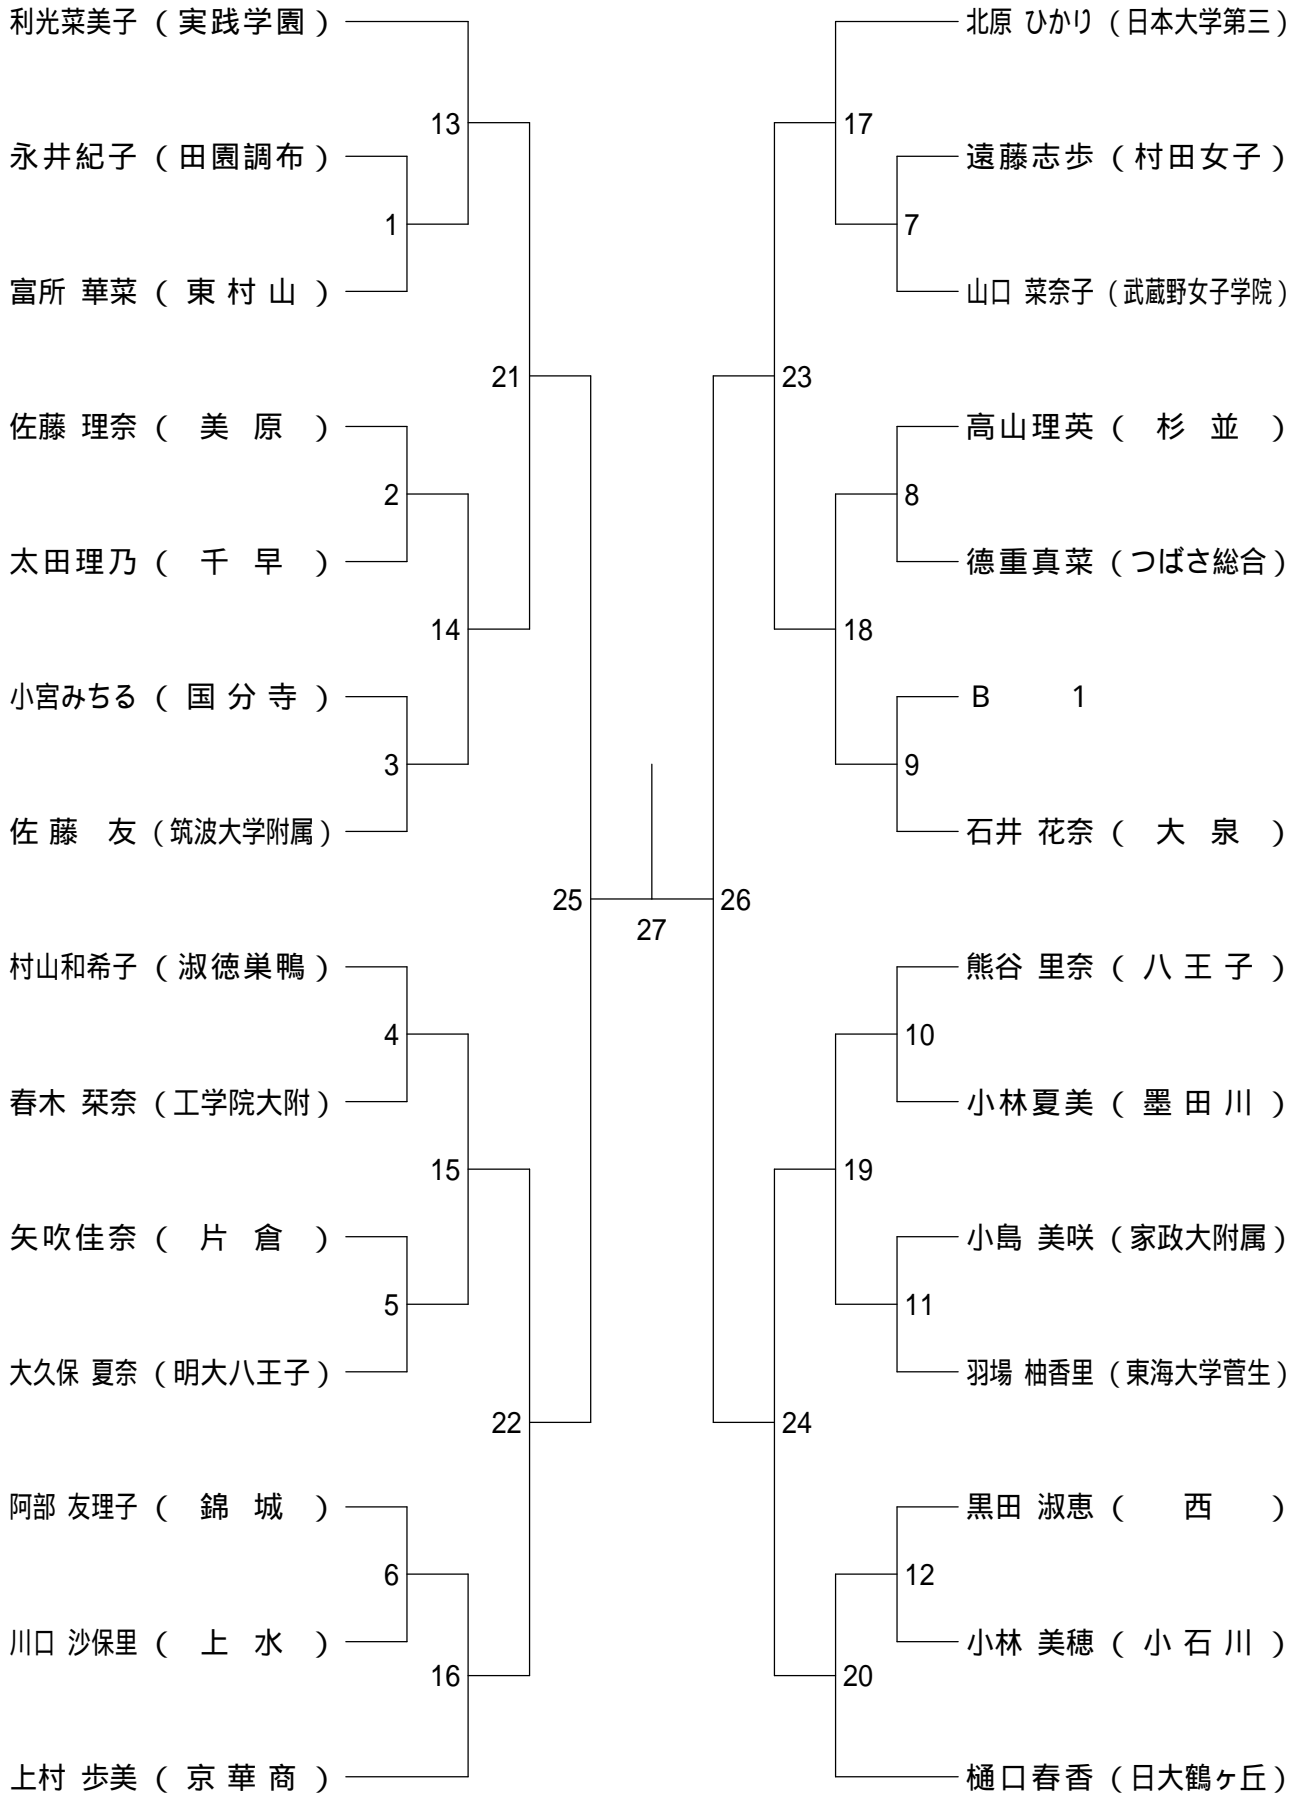 利光菜美子 ( 実践学園 )
13
永井紀子 ( 田園調布 )
1
富所 華菜 ( 東村山 )
21
佐藤 理奈 ( 美原 )
2
太田理乃 ( 千早 )
14
小宮みちる ( 国分寺 )
3
佐藤 友 ( 筑波大学附属 )
25
村山和希子 ( 淑徳巣鴨 )
4
春木 栞奈 ( 工学院大附 )
15
矢吹佳奈 ( 片倉 )
5
大久保 夏奈 ( 明大八王子 )
22
阿部 友理子 ( 錦城 )
6
川口 沙保里 ( 上水 )
16
上村 歩美 ( 京華商 )
27
北原 ひかり ( 日本大学第三 )
17
遠藤志歩 ( 村田女子 )
7
山口 菜奈子 ( 武蔵野女子学院 )
23
高山理英 ( 杉並 )
8
德重真菜 ( つばさ総合 )
18
B 1
9
石井 花奈 ( 大泉 )
26
熊谷 里奈 ( 八王子 )
10
小林夏美 ( 墨田川 )
19
小島 美咲 ( 家政大附属 )
11
羽場 柚香里 ( 東海大学菅生 )
24
黒田 淑恵 ( 西 )
12
小林 美穂 ( 小石川 )
20
樋口春香 ( 日大鶴ヶ丘 )